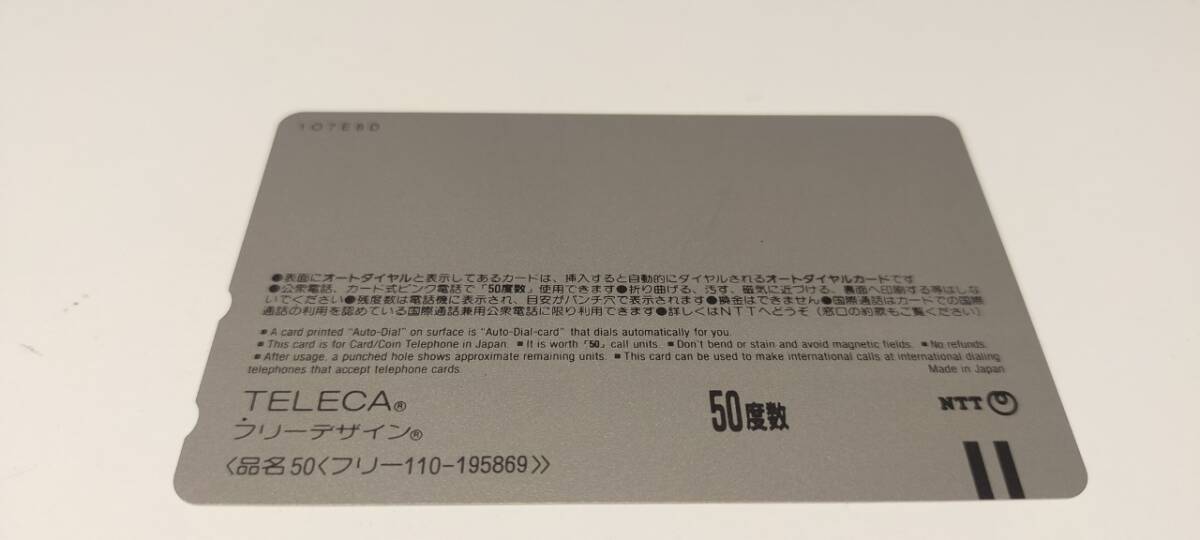 107E8D
●表面にオートダイヤルと表示してあるカードは、挿入すると自動的にダイヤルされるオートダイヤルカードです
●公衆電話、カード式ピンク電話で「50度数」使用できます●折り曲げる、汚す、磁気に近づける、裏面へ印刷する等はしな
いでください●残度数は電話機に表示され、目安がパンチ穴で表示されます●換金はできません●国際通話はカードでの国際
通話の利用を認めている国際通話兼用公衆電話に限り利用できます●詳しくはNTTへどうぞ（窓口の約款もご覧ください）
■ A card printed "Auto-Dial" on surface is "Auto-Dial-card" that dials automatically for you.
■ This card is for Card/Coin Telephone in Japan. ■ It is worth「50」call units. ■ Don't bend or stain and avoid magnetic fields. ■ No refunds.
■ After usage, a punched hole shows approximate remaining units. ■ This card can be used to make international calls at international dialing
telephones that accept telephone cards. Made in Japan
TELECA®
フリーデザイン®
50度数
NTT
〈品名50〈フリー110-195869〉〉